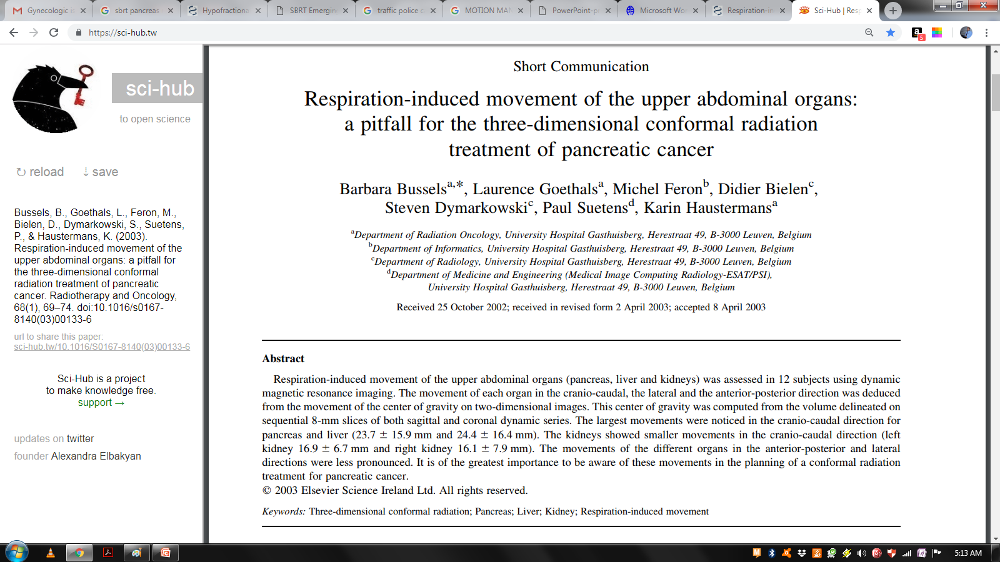 Gynecologic is
sbrt pancreas
Hypofractiona
SBRT Emergin
traffic police c
MOTION MAN
PowerPoint-pr
Microsoft Wor
Respiration-in
Sci-Hub | Resp
https://sci-hub.tw
5
sci-hub
to open science
↻ reload ⇣ save
Bussels, B., Goethals, L., Feron, M.,
Bielen, D., Dymarkowski, S., Suetens,
P., & Haustermans, K. (2003).
Respiration-induced movement of the
upper abdominal organs: a pitfall for
the three-dimensional conformal
radiation treatment of pancreatic
cancer. Radiotherapy and Oncology,
68(1), 69–74. doi:10.1016/s0167-
8140(03)00133-6
url to share this paper:
sci-hub.tw/10.1016/S0167-8140(03)00133-6
Sci-Hub is a project
to make knowledge free.
support →
updates on twitter
founder Alexandra Elbakyan
Short Communication
Respiration-induced movement of the upper abdominal organs:
a pitfall for the three-dimensional conformal radiation
treatment of pancreatic cancer
Barbara Busselsa,*, Laurence Goethalsa, Michel Feronb, Didier Bielenc,
Steven Dymarkowskic, Paul Suetensd, Karin Haustermansa
aDepartment of Radiation Oncology, University Hospital Gasthuisberg, Herestraat 49, B-3000 Leuven, Belgium
bDepartment of Informatics, University Hospital Gasthuisberg, Herestraat 49, B-3000 Leuven, Belgium
cDepartment of Radiology, University Hospital Gasthuisberg, Herestraat 49, B-3000 Leuven, Belgium
dDepartment of Medicine and Engineering (Medical Image Computing Radiology-ESAT/PSI),
University Hospital Gasthuisberg, Herestraat 49, B-3000 Leuven, Belgium
Received 25 October 2002; received in revised form 2 April 2003; accepted 8 April 2003
Abstract
Respiration-induced movement of the upper abdominal organs (pancreas, liver and kidneys) was assessed in 12 subjects using dynamic
magnetic resonance imaging. The movement of each organ in the cranio-caudal, the lateral and the anterior-posterior direction was deduced
from the movement of the center of gravity on two-dimensional images. This center of gravity was computed from the volume delineated on
sequential 8-mm slices of both sagittal and coronal dynamic series. The largest movements were noticed in the cranio-caudal direction for
pancreas and liver (23.7 ± 15.9 mm and 24.4 ± 16.4 mm). The kidneys showed smaller movements in the cranio-caudal direction (left
kidney 16.9 ± 6.7 mm and right kidney 16.1 ± 7.9 mm). The movements of the different organs in the anterior-posterior and lateral
directions were less pronounced. It is of the greatest importance to be aware of these movements in the planning of a conformal radiation
treatment for pancreatic cancer.
© 2003 Elsevier Science Ireland Ltd. All rights reserved.
Keywords: Three-dimensional conformal radiation; Pancreas; Liver; Kidney; Respiration-induced movement
5:13 AM